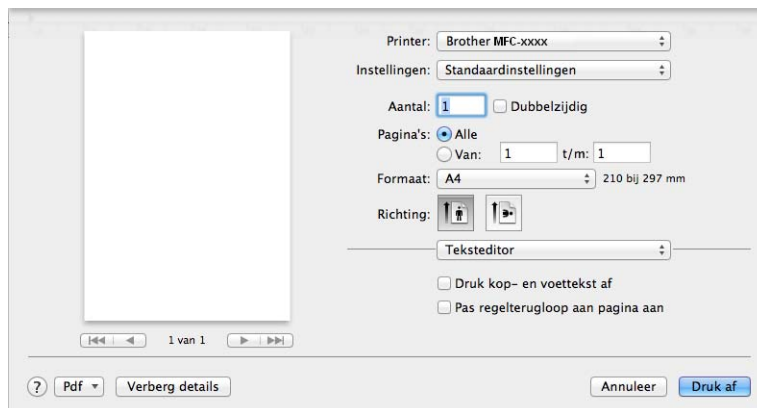 Printer: Brother MFC-xxxx
Instellingen: Standaardinstellingen
Aantal: 1 Dubbelzijdig
Pagina's: Alle
Van: 1 t/m: 1
Formaat: A4 210 bij 297 mm
Richting:
Teksteditor
Druk kop- en voettekst af
Pas regelterugloop aan pagina aan
1 van 1
? Pdf Verberg details Annuleer Druk af